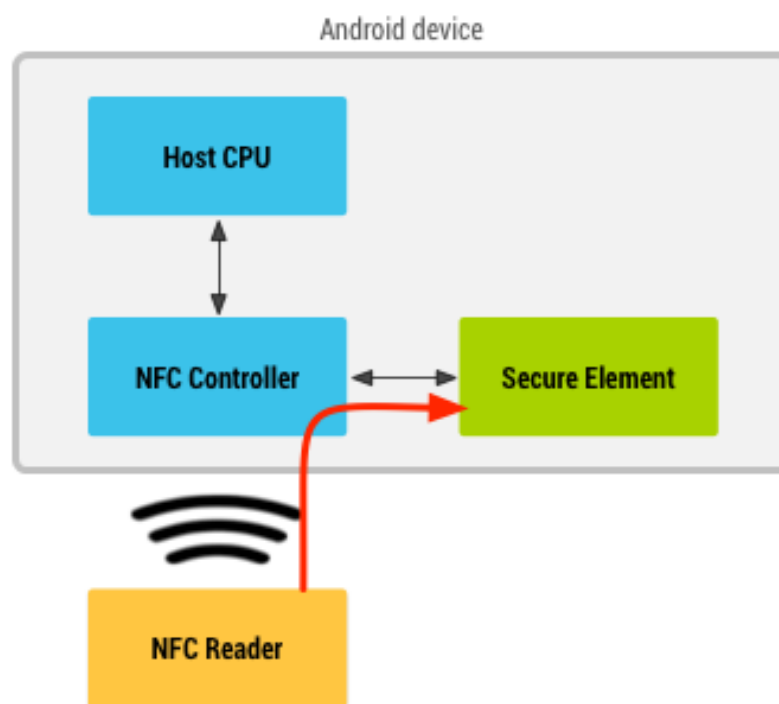 Android device
Host CPU
NFC Controller
Secure Element
NFC Reader